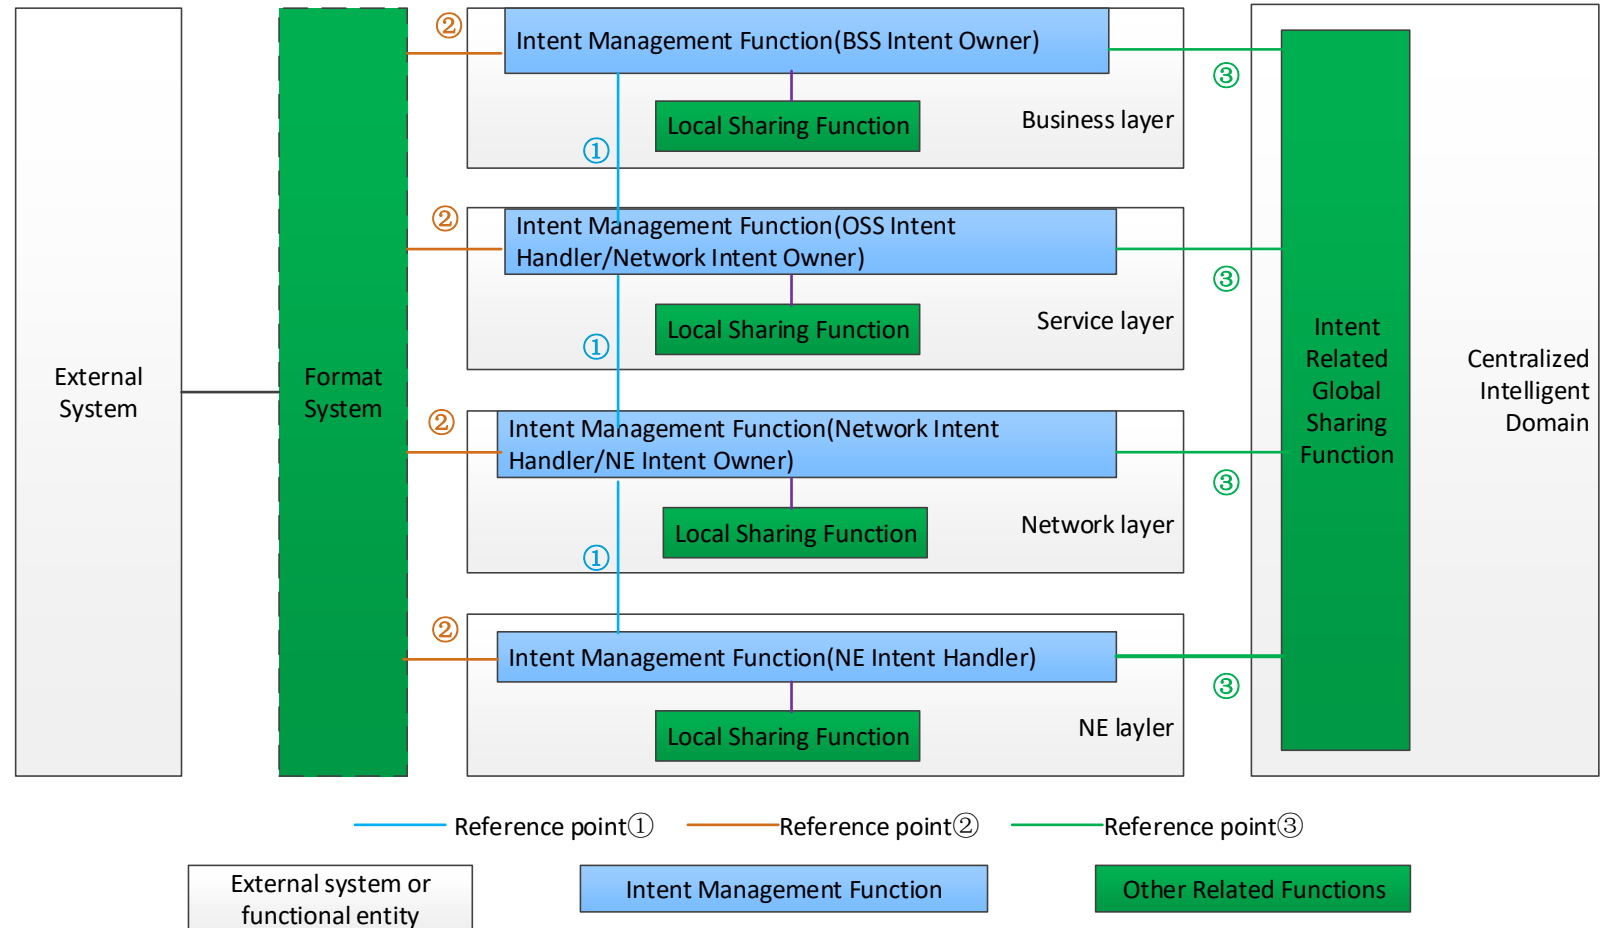 External
System
Format
System
②
Intent Management Function(BSS Intent Owner)
Local Sharing Function
Business layer
①
③
②
Intent Management Function(OSS Intent
Handler/Network Intent Owner)
Local Sharing Function
Service layer
①
③
②
Intent Management Function(Network Intent
Handler/NE Intent Owner)
Local Sharing Function
Network layer
①
③
②
Intent Management Function(NE Intent Handler)
Local Sharing Function
NE layler
③
Intent
Related
Global
Sharing
Function
Centralized
Intelligent
Domain
Reference point①
Reference point②
Reference point③
External system or
functional entity
Intent Management Function
Other Related Functions